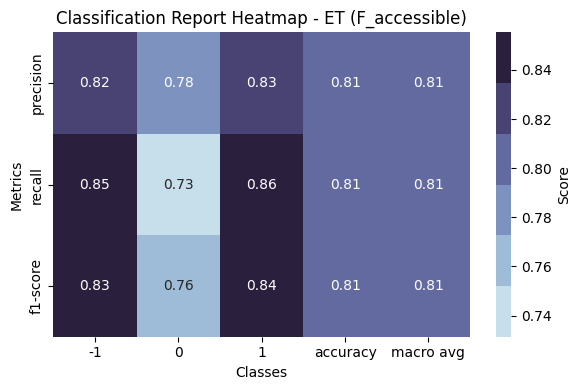 Classification Report Heatmap - ET (F_accessible)
Metrics
precision
0.82 0.78 0.83 0.81 0.81
recall
0.85 0.73 0.86 0.81 0.81
f1-score
0.83 0.76 0.84 0.81 0.81
-1 0 1 accuracy macro avg
Classes
0.84
0.82
0.80
0.78
0.76
0.74
Score